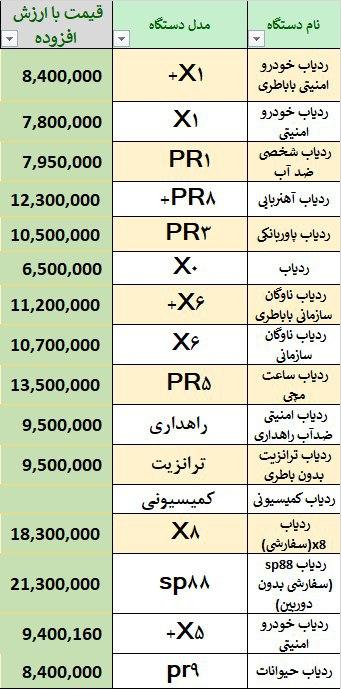 نام دستگاه
مدل دستگاه
قیمت با ارزش
افزوده
ردیاب خودرو
امنیتی باباطری
X۱+
8,400,000
ردیاب خودرو
امنیتی
X۱
7,800,000
ردیاب شخصی
ضد آب
PR۱
7,950,000
ردیاب آهنربایی
PR۸+
12,300,000
ردیاب پاوربانکی
PR۳
10,500,000
ردیاب
X۰
6,500,000
ردیاب ناوگان
سازمانی باباطری
X۶+
11,200,000
ردیاب ناوگان
سازمانی
X۶
10,700,000
ردیاب ساعت
مچی
PR۵
13,500,000
ردیاب امنیتی
ضدآب راهداری
راهداری
9,500,000
ردیاب ترانزیت
بدون باطری
ترانزیت
9,500,000
ردیاب کمیسیونی
کمیسیونی
ردیاب
x8(سفارشی)
X۸
18,300,000
ردیاب sp88
(سفارشی بدون
دوربین)
sp۸۸
21,300,000
ردیاب خودرو
امنیتی
X۵+
9,400,160
ردیاب حیوانات
pr۹
8,400,000